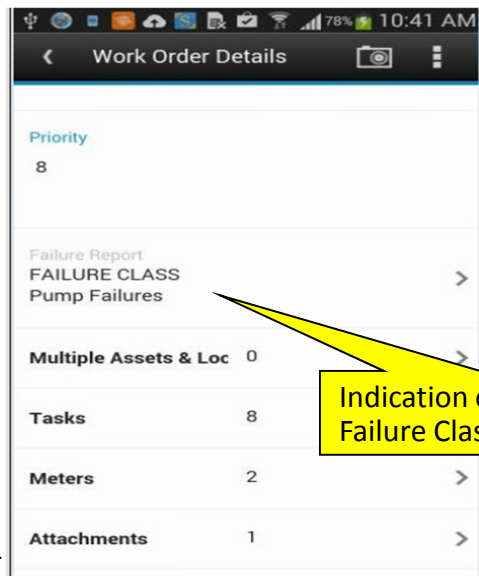 78% 10:41 AM
Work Order Details
Priority
8
Failure Report
FAILURE CLASS
Pump Failures
Multiple Assets & Loc 0
Indication
Failure Clas
Tasks 8
Meters 2
Attachments 1